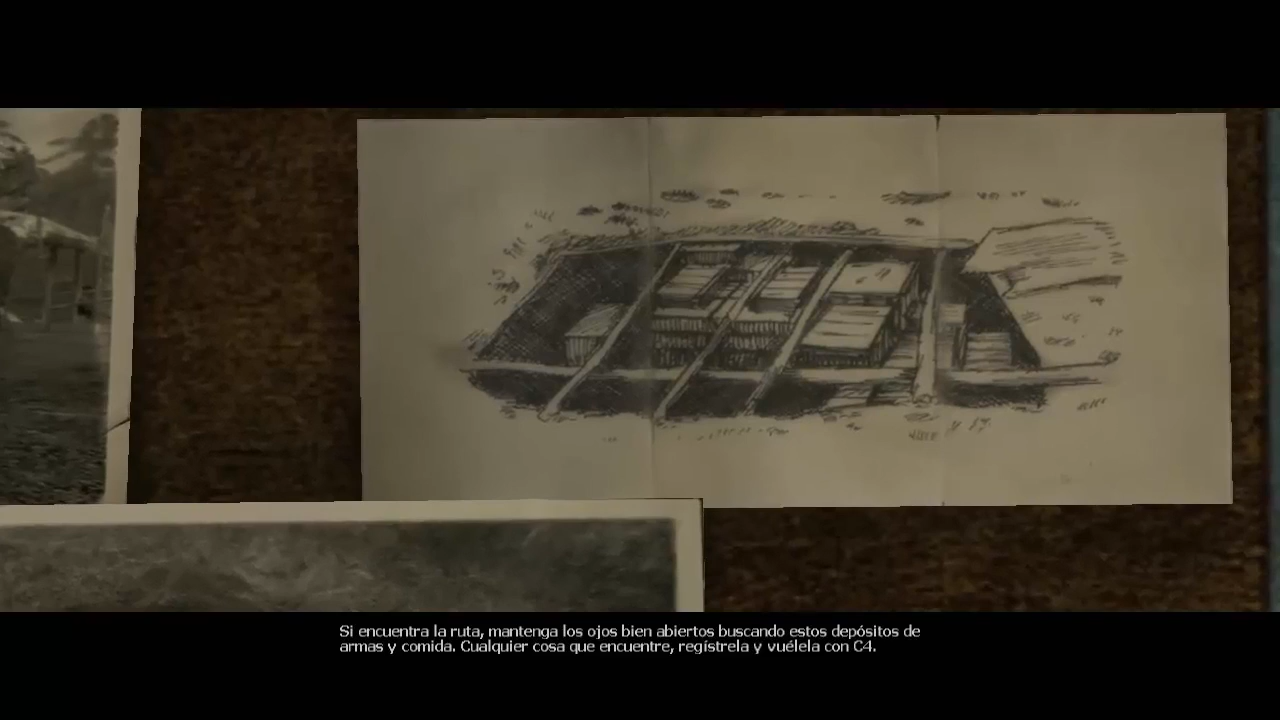 Si encuentra la ruta, mantenga los ojos bien abiertos buscando estos depósitos de
armas y comida. Cualquier cosa que encuentre, regístrela y vuélela con C4.